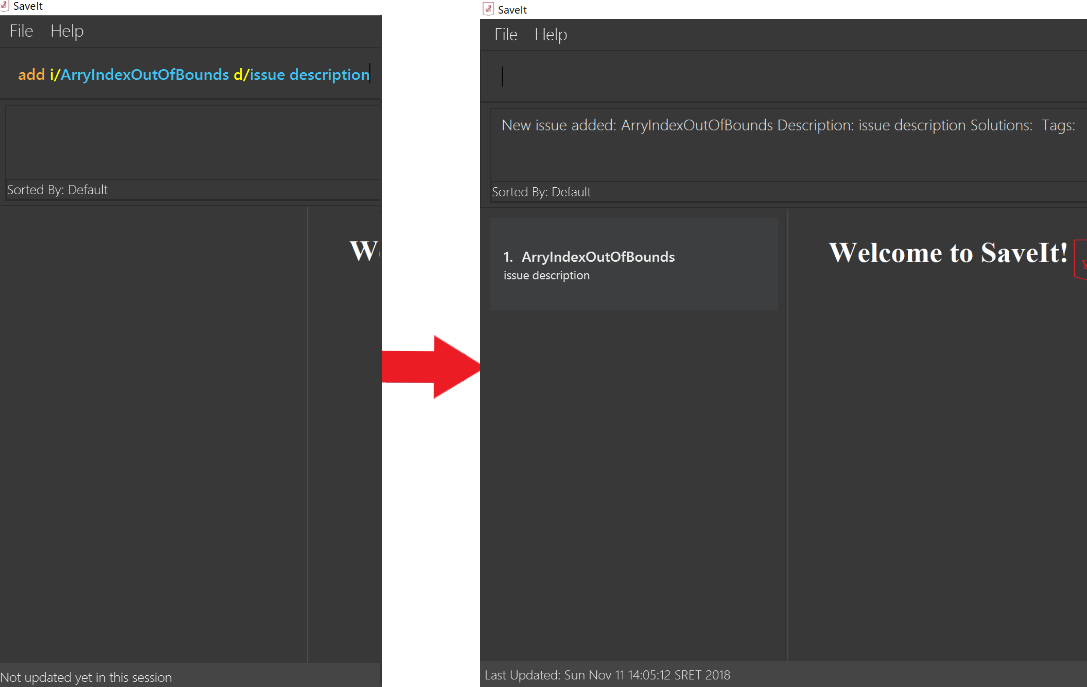 SaveIt
File Help
add i/ArryIndexOutOfBounds d/issue description
Sorted By: Default
W
Not updated yet in this session
SaveIt
File Help
New issue added: ArryIndexOutOfBounds Description: issue description Solutions: Tags:
Sorted By: Default
1. ArryIndexOutOfBounds
issue description
Welcome to SaveIt!
Last Updated: Sun Nov 11 14:05:12 SRET 2018